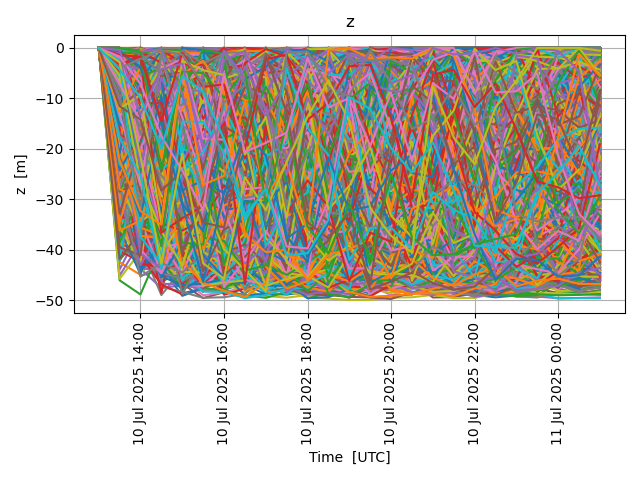 z
0
−10
−20
−30
−40
−50
z [m]
10 Jul 2025 14:00
10 Jul 2025 16:00
10 Jul 2025 18:00
10 Jul 2025 20:00
10 Jul 2025 22:00
11 Jul 2025 00:00
Time [UTC]